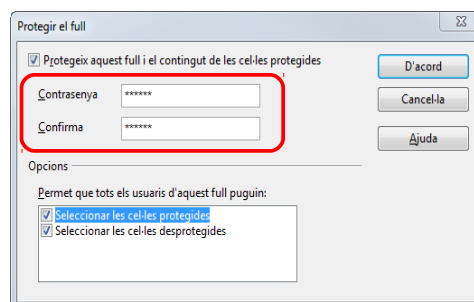 Protegir el full
Protegeix aquest full i el contingut de les cel·les protegides
Contrasenya ******
Confirma ******
D'acord
Cancel·la
Ajuda
Opcions
Permet que tots els usuaris d'aquest full puguin:
Seleccionar les cel·les protegides
Seleccionar les cel·les desprotegides